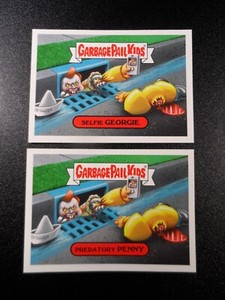 GARBAGE PAIL KIDS
SELFIE GEORGIE
GARBAGE PAIL KIDS
PREDATORY PENNY